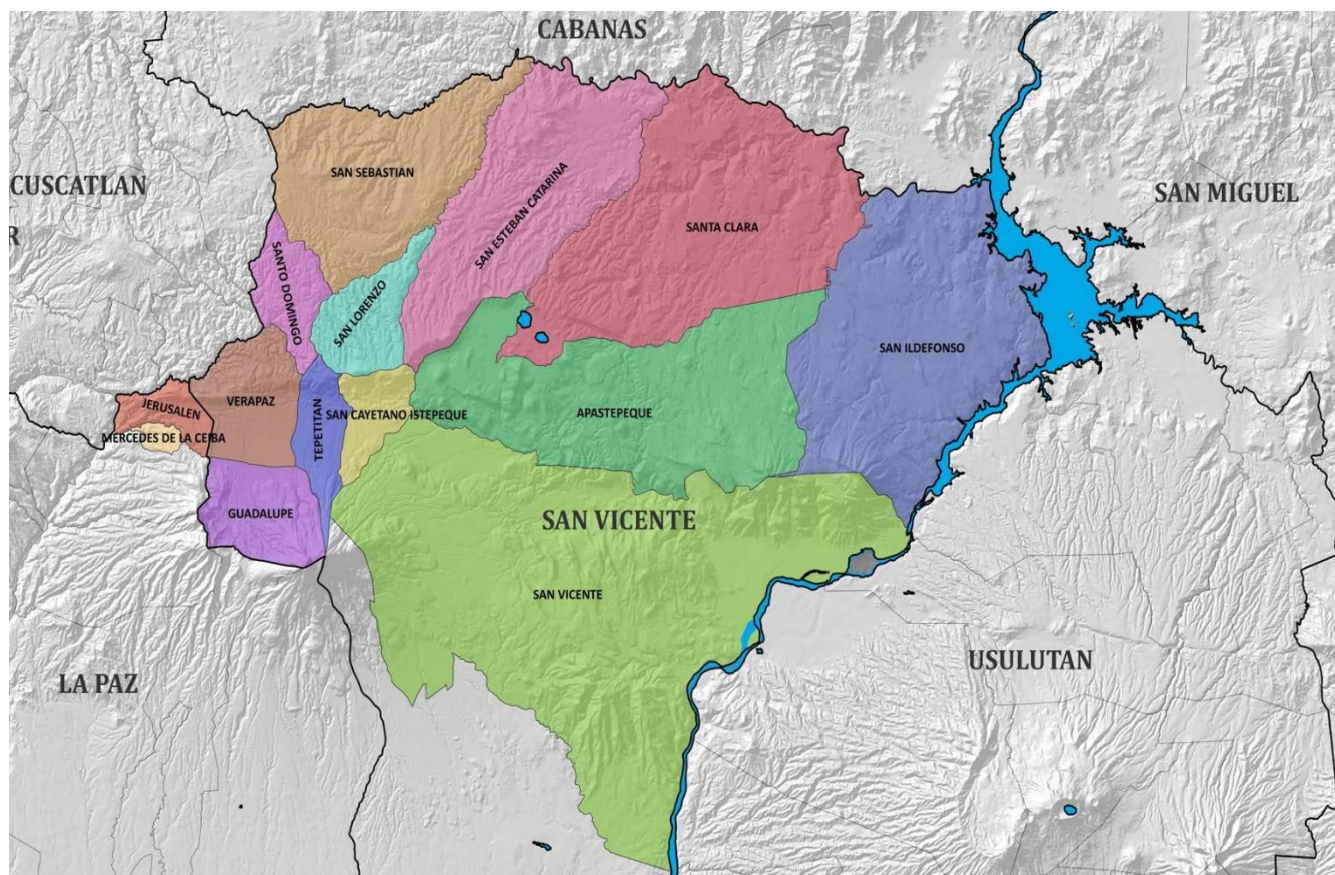 CABANAS
CUSCATLAN
SAN MIGUEL
R
SAN SEBASTIAN
SAN ESTEBAN CATARINA
SANTA CLARA
SANTO DOMINGO
SAN LORENZO
SAN ILDEFONSO
JERUSALEN
VERAPAZ
TEPETITAN
SAN CAYETANO ISTEPEQUE
APASTEPEQUE
MERCEDES DE LA CEIBA
GUADALUPE
SAN VICENTE
SAN VICENTE
USULUTAN
LA PAZ